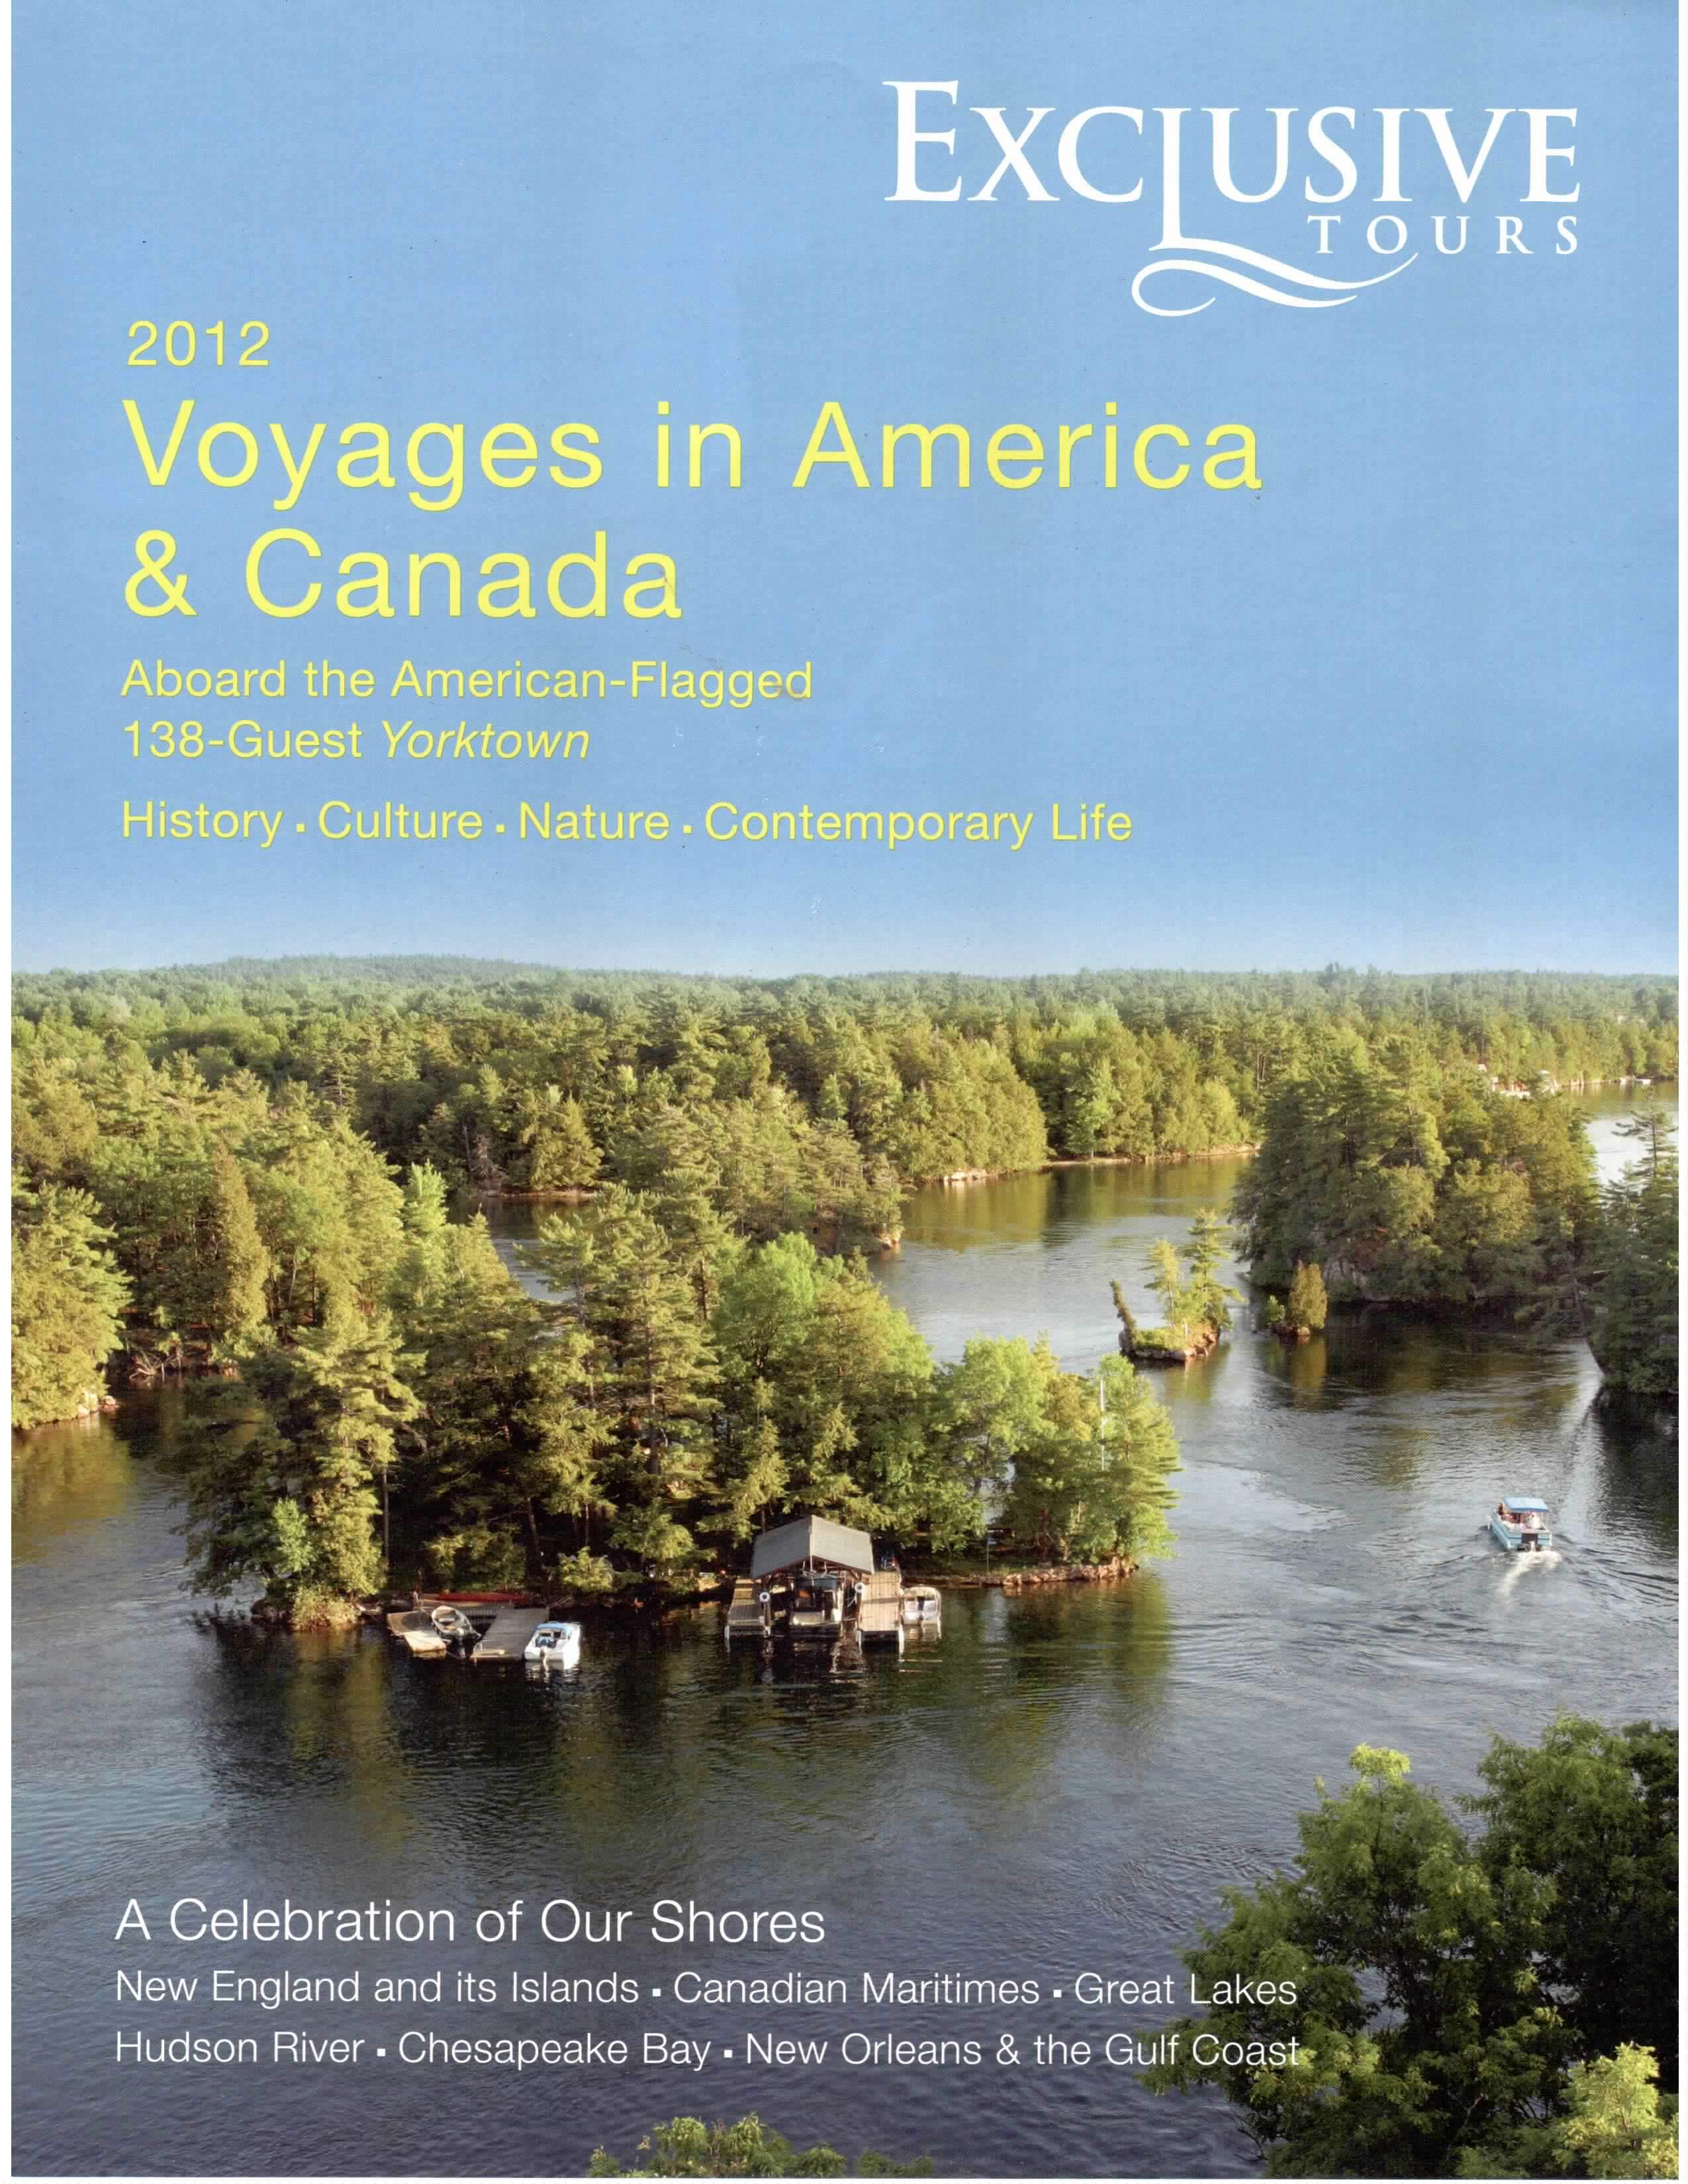 EXCLUSIVE
TOURS
2012
Voyages in America
& Canada
Aboard the American-Flagged
138-Guest Yorktown
History ▪ Culture ▪ Nature ▪ Contemporary Life
A Celebration of Our Shores
New England and its Islands ▪ Canadian Maritimes ▪ Great Lakes
Hudson River ▪ Chesapeake Bay ▪ New Orleans & the Gulf Coast